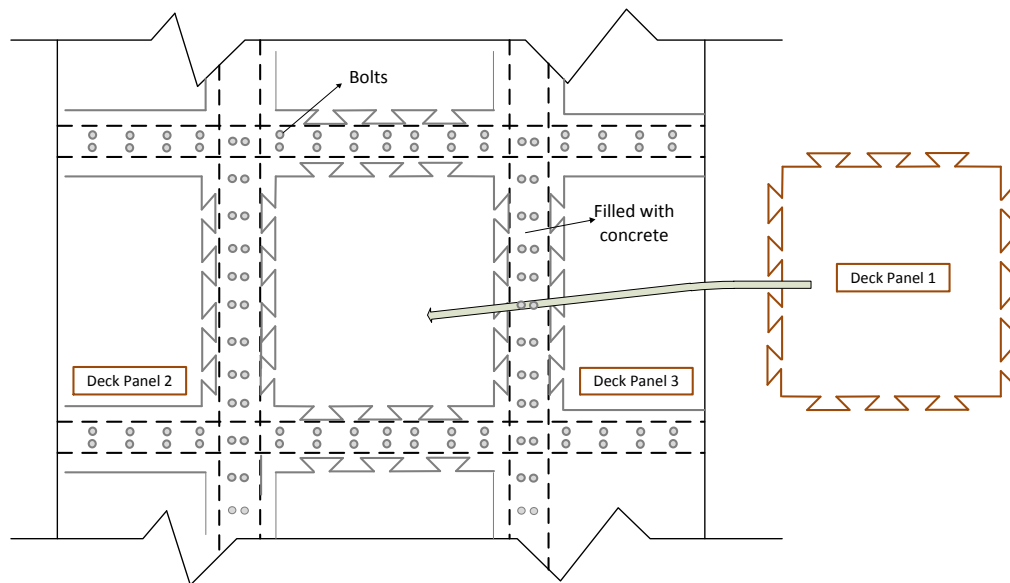 Bolts
Filled with
concrete
Deck Panel 1
Deck Panel 2
Deck Panel 3